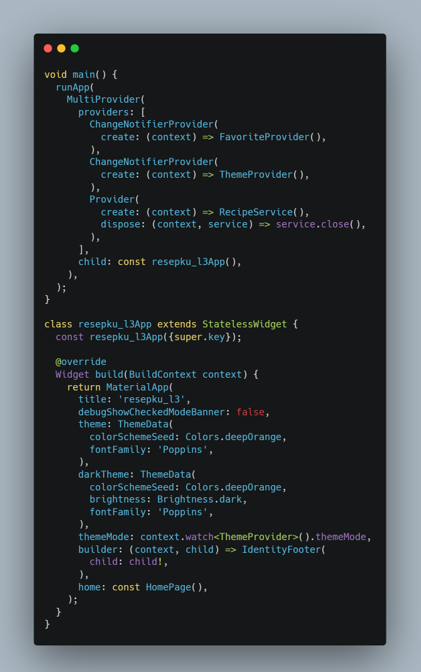 void main() {
  runApp(
    MultiProvider(
      providers: [
        ChangeNotifierProvider(
          create: (context) => FavoriteProvider(),
        ),
        ChangeNotifierProvider(
          create: (context) => ThemeProvider(),
        ),
        Provider(
          create: (context) => RecipeService(),
          dispose: (context, service) => service.close(),
        ),
      ],
      child: const resepku_l3App(),
    ),
  );
}

class resepku_l3App extends StatelessWidget {
  const resepku_l3App({super.key});

  @override
  Widget build(BuildContext context) {
    return MaterialApp(
      title: 'resepku_l3',
      debugShowCheckedModeBanner: false,
      theme: ThemeData(
        colorSchemeSeed: Colors.deepOrange,
        fontFamily: 'Poppins',
      ),
      darkTheme: ThemeData(
        colorSchemeSeed: Colors.deepOrange,
        brightness: Brightness.dark,
        fontFamily: 'Poppins',
      ),
      themeMode: context.watch<ThemeProvider>().themeMode,
      builder: (context, child) => IdentityFooter(
        child: child!,
      ),
      home: const HomePage(),
    );
  }
}